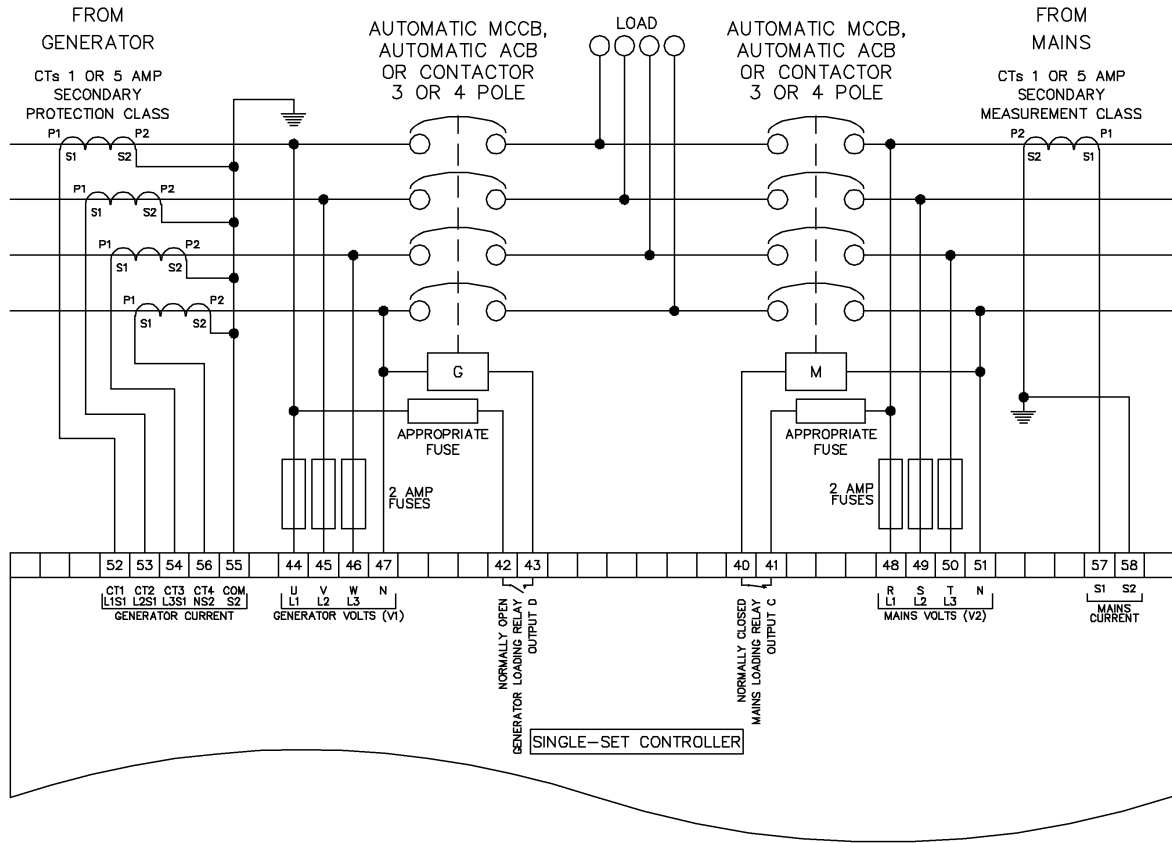 FROM
GENERATOR
CTs 1 OR 5 AMP
SECONDARY
PROTECTION CLASS
AUTOMATIC MCCB,
AUTOMATIC ACB
OR CONTACTOR
3 OR 4 POLE
LOAD
AUTOMATIC MCCB,
AUTOMATIC ACB
OR CONTACTOR
3 OR 4 POLE
FROM
MAINS
CTs 1 OR 5 AMP
SECONDARY
MEASUREMENT CLASS
P1 P2
S1 S2
P1 P2
S1 S2
P1 P2
S1 S2
P1 P2
S1 S2
P2 P1
S2 S1
G
M
APPROPRIATE
FUSE
APPROPRIATE
FUSE
2 AMP
FUSES
2 AMP
FUSES
52 53 54 56 55 44 45 46 47 42 43 40 41 48 49 50 51 57 58
CT1 CT2 CT3 CT4 COM
L1S1 L2S1 L3S1 NS2 S2
GENERATOR CURRENT
U V W N
L1 L2 L3
GENERATOR VOLTS (V1)
NORMALLY OPEN
GENERATOR LOADING RELAY
OUTPUT D
NORMALLY CLOSED
MAINS LOADING RELAY
OUTPUT C
R S T N
L1 L2 L3
MAINS VOLTS (V2)
S1 S2
MAINS
CURRENT
SINGLE-SET CONTROLLER